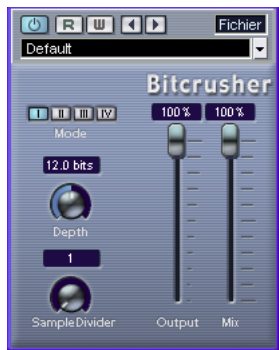 R W Fichier
Default
Bitcrusher
I II III IV
Mode
100 % 100 %
12.0 bits
Depth
1
Sample Divider
Output Mix